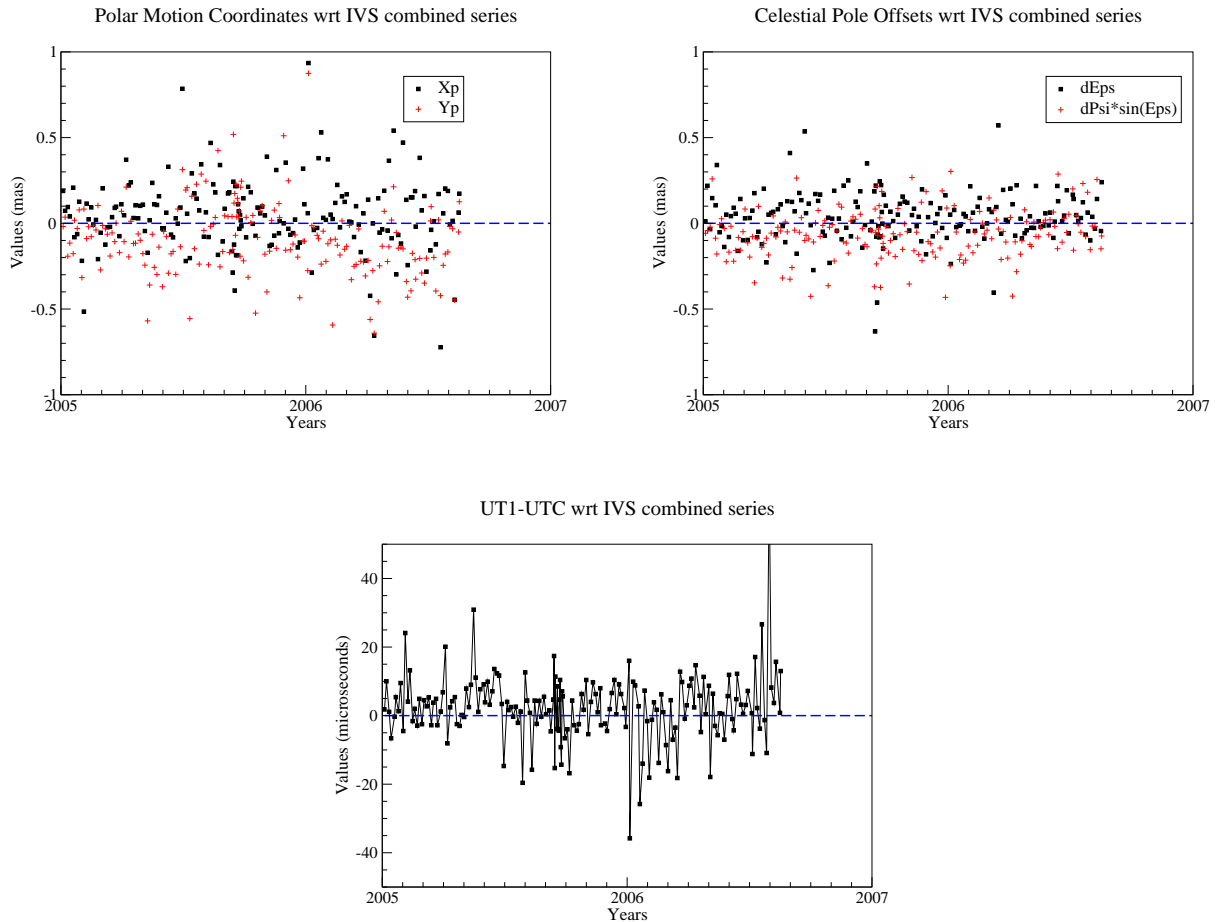 Polar Motion Coordinates wrt IVS combined series
1
0.5
0
-0.5
-1
Values (mas)
Xp
Yp
2005
2006
2007
Years
Celestial Pole Offsets wrt IVS combined series
1
0.5
0
-0.5
-1
Values (mas)
dEps
dPsi*sin(Eps)
2005
2006
2007
Years
UT1-UTC wrt IVS combined series
40
20
0
-20
-40
Values (microseconds)
2005
2006
2007
Years